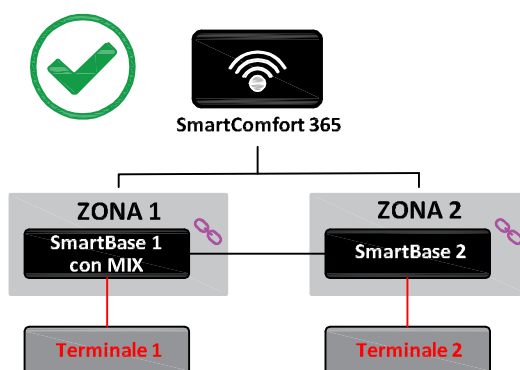 SmartComfort 365
ZONA 1
ZONA 2
SmartBase 1
con MIX
SmartBase 2
Terminale 1
Terminale 2